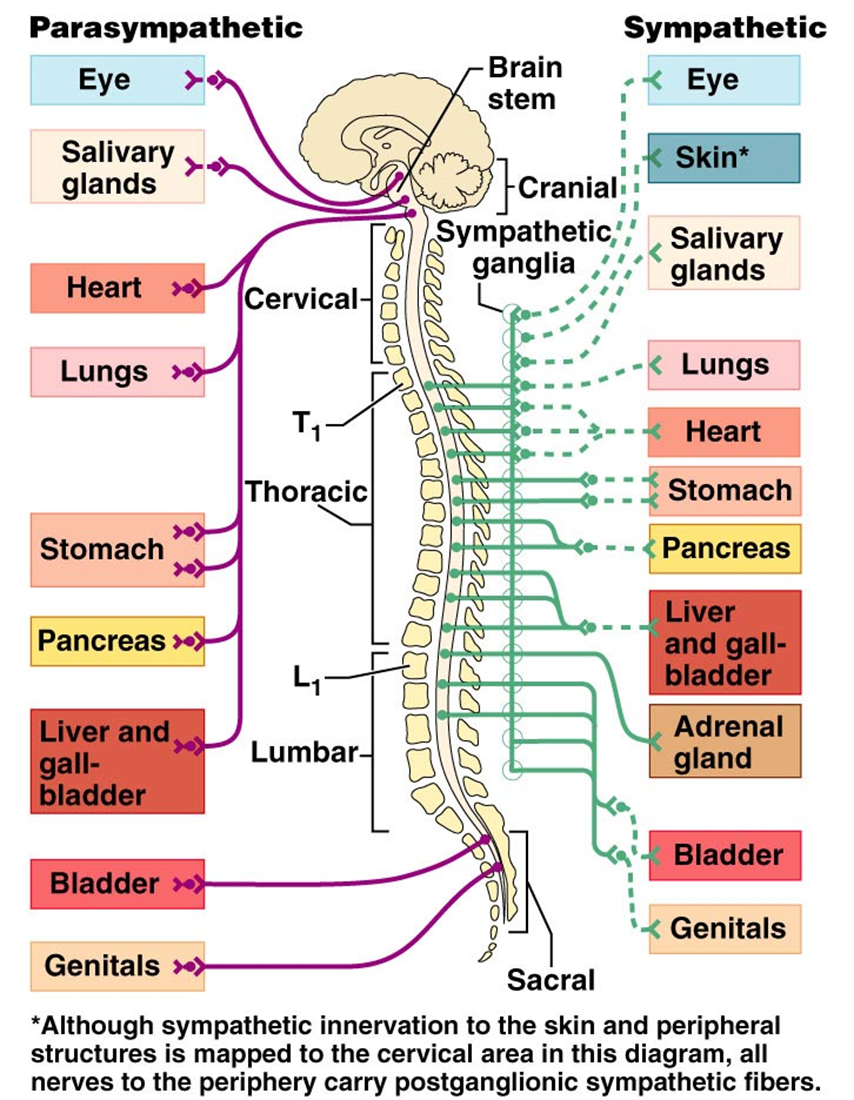 Parasympathetic
Eye
Salivary
glands
Heart
Lungs
Stomach
Pancreas
Liver and
gall-
bladder
Bladder
Genitals
Brain
stem
Cranial
Sympathetic
ganglia
Cervical
T1
Thoracic
L1
Lumbar
Sacral
Sympathetic
Eye
Skin*
Salivary
glands
Lungs
Heart
Stomach
Pancreas
Liver
and gall-
bladder
Adrenal
gland
Bladder
Genitals
*Although sympathetic innervation to the skin and peripheral
structures is mapped to the cervical area in this diagram, all
nerves to the periphery carry postganglionic sympathetic fibers.